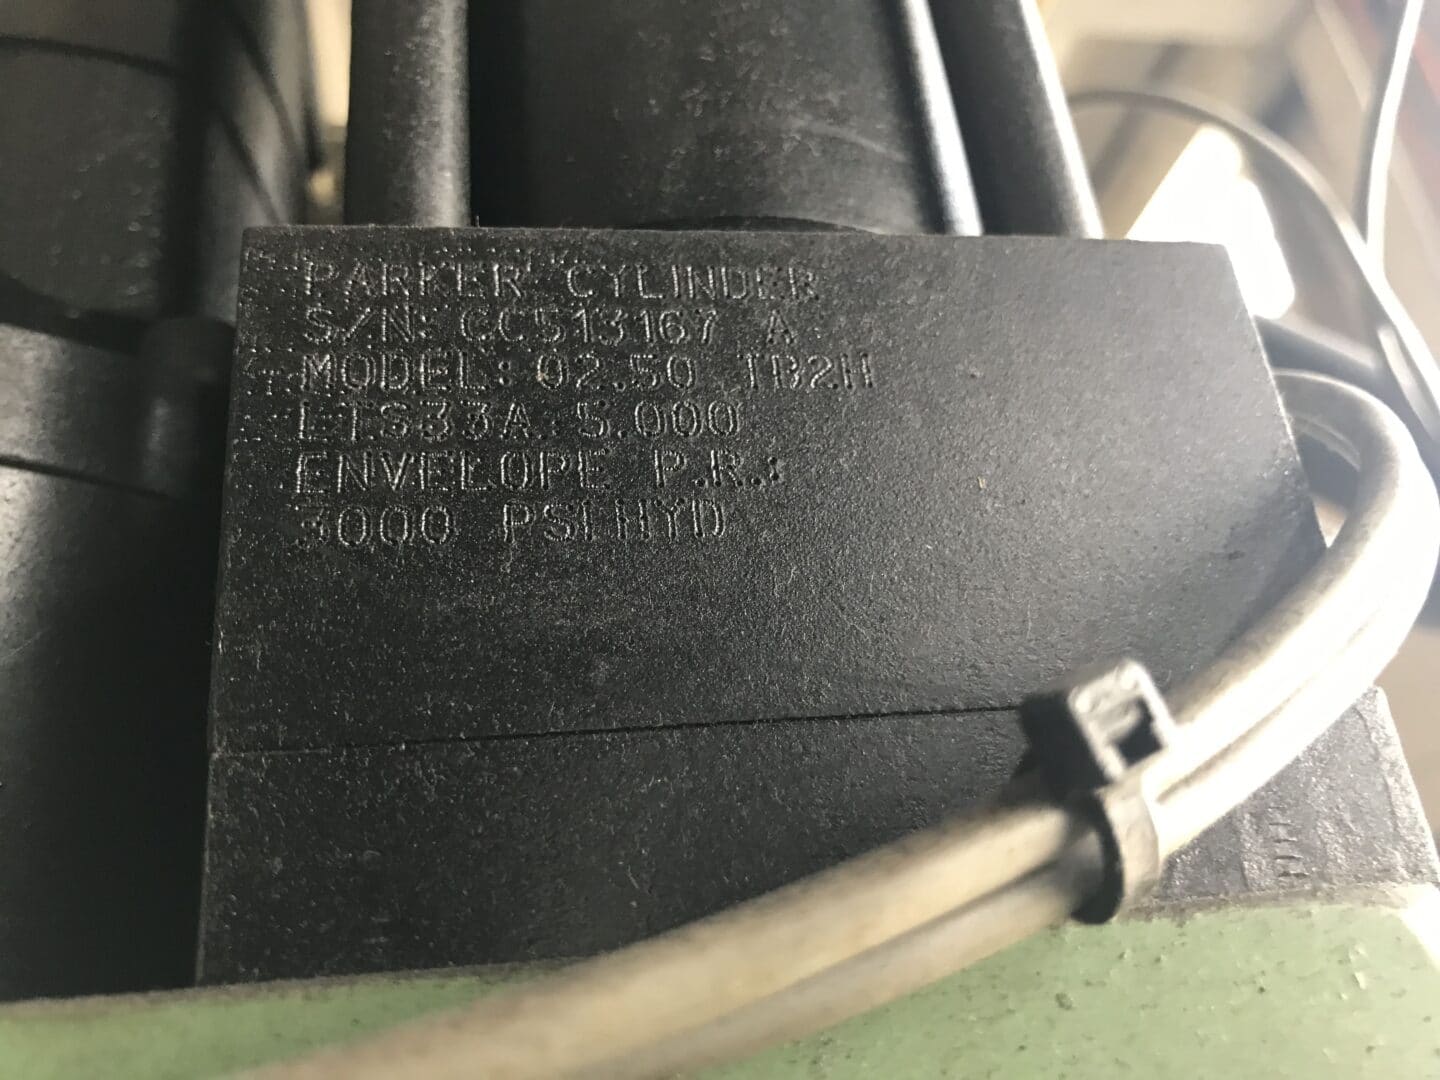 PARKER CYLINDER
S/N: CC513167 A
MODEL: 02.50 TB2H
LTS33A 5.000
ENVELOPE P.R.:
3000 PSI HYD